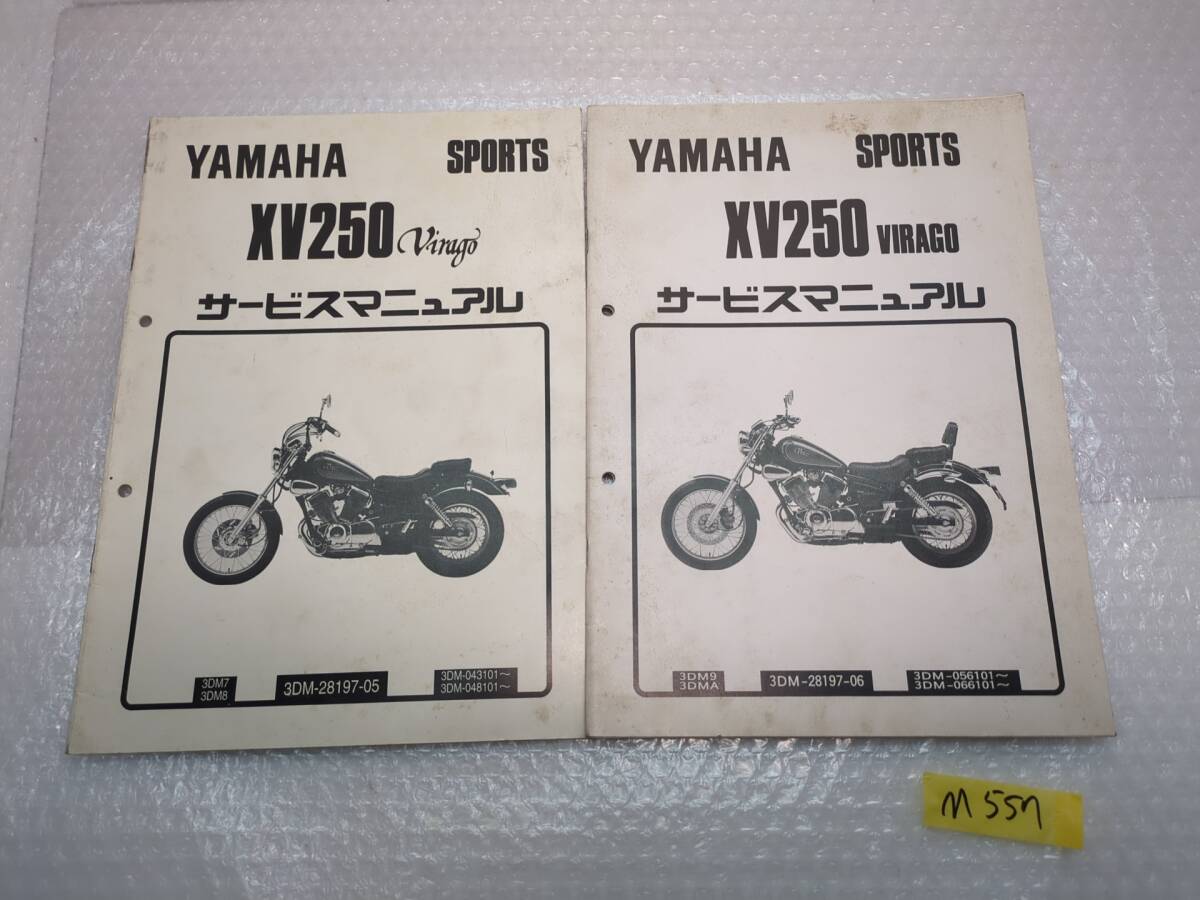 YAMAHA SPORTS
XV250 Virago
サービスマニュアル
3DM7
3DM8
3DM-28197-05
3DM-043101～
3DM-048101～
YAMAHA SPORTS
XV250 VIRAGO
サービスマニュアル
3DM9
3DMA
3DM-28197-06
3DM-056101～
3DM-066101～
M557